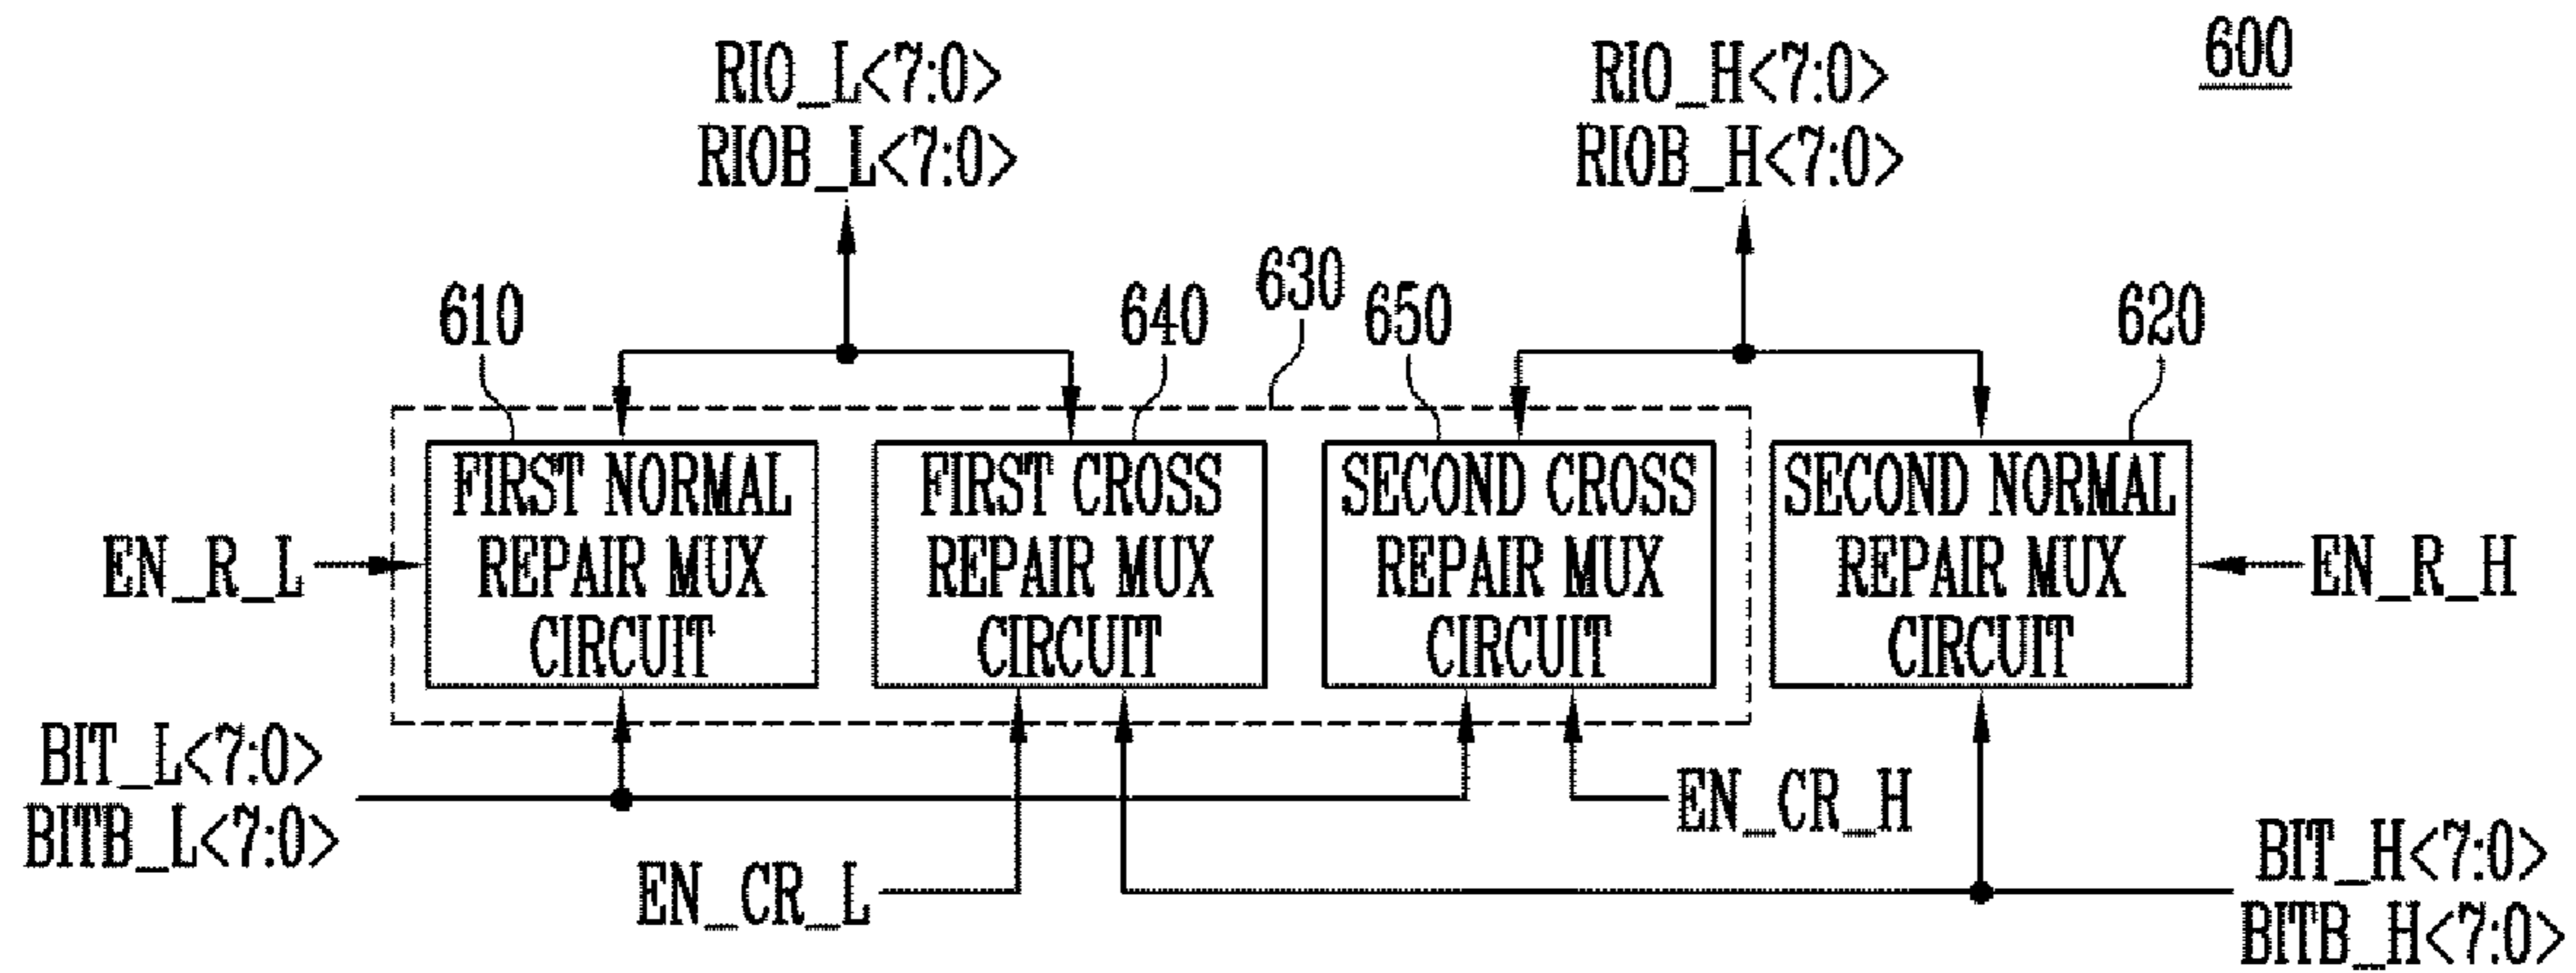 600
RIO_L<7:0>
RIOB_L<7:0>
RIO_H<7:0>
RIOB_H<7:0>
610
640
630
650
620
FIRST NORMAL
REPAIR MUX
CIRCUIT
FIRST CROSS
REPAIR MUX
CIRCUIT
SECOND CROSS
REPAIR MUX
CIRCUIT
SECOND NORMAL
REPAIR MUX
CIRCUIT
EN_R_L
EN_R_H
BIT_L<7:0>
BITB_L<7:0>
EN_CR_L
EN_CR_H
BIT_H<7:0>
BITB_H<7:0>